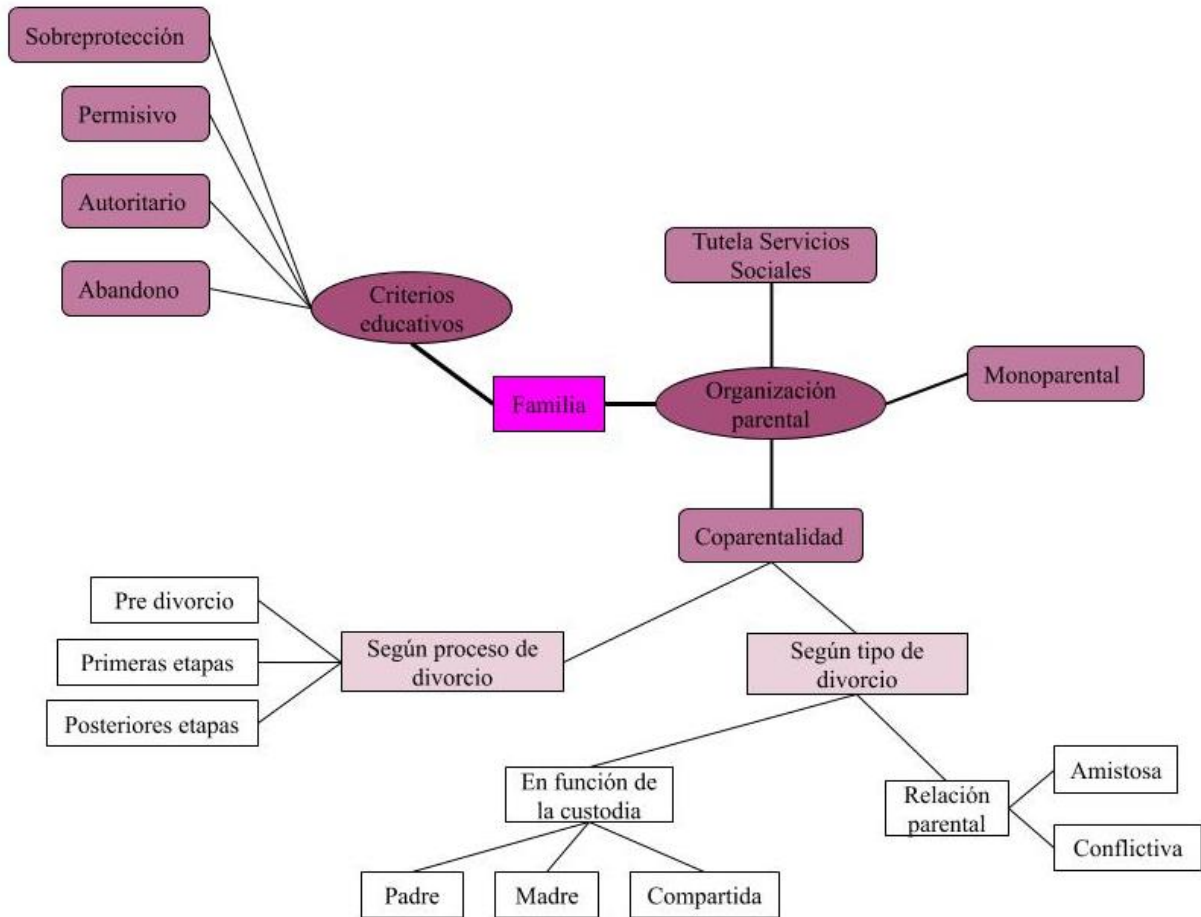 Sobreprotección
Permisivo
Autoritario
Abandono
Criterios
educativos
Familia
Tutela Servicios
Sociales
Organización
parental
Monoparental
Coparentalidad
Según proceso de
divorcio
Pre divorcio
Primeras etapas
Posteriores etapas
Según tipo de
divorcio
En función de
la custodia
Padre
Madre
Compartida
Relación
parental
Amistosa
Conflictiva